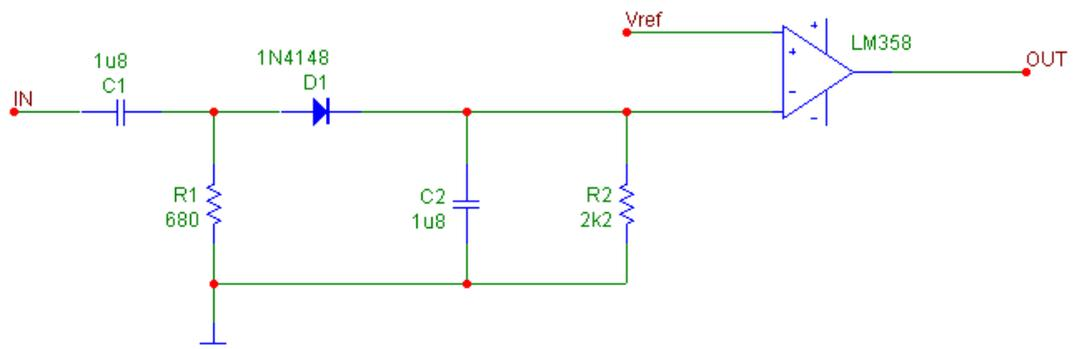 Vref
LM358
OUT
1u8
C1
1N4148
D1
IN
R1
680
C2
1u8
R2
2k2
+
+
-
-